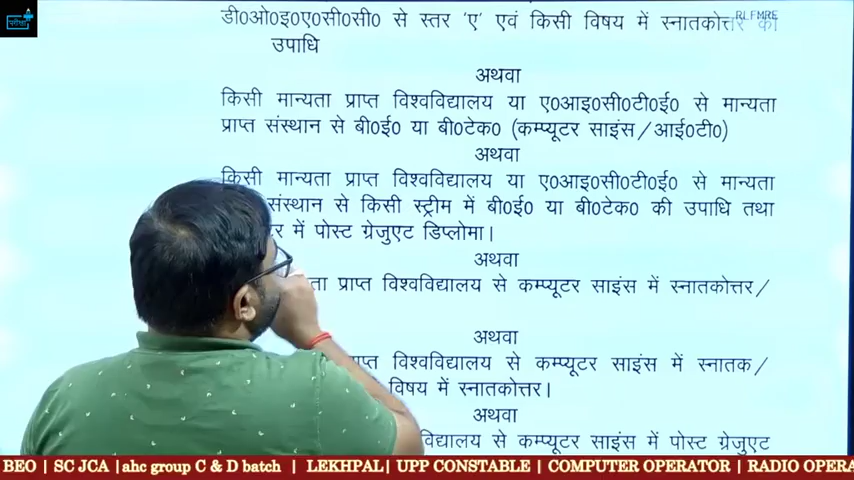 डी0ओ0इ0ए0सी0सी0 से स्तर 'ए' एवं किसी विषय में स्नातकोत्तर की
उपाधि
अथवा
किसी मान्यता प्राप्त विश्वविद्यालय या ए0आइ0सी0टी0ई0 से मान्यता
प्राप्त संस्थान से बी0ई0 या बी0टेक0 (कम्प्यूटर साइंस/आई0टी0)
अथवा
किसी मान्यता प्राप्त विश्वविद्यालय या ए0आइ0सी0टी0ई0 से मान्यता
संस्थान से किसी स्ट्रीम में बी0ई0 या बी0टेक0 की उपाधि तथा
में पोस्ट ग्रेजुएट डिप्लोमा।
अथवा
प्राप्त विश्वविद्यालय से कम्प्यूटर साइंस में स्नातकोत्तर/
अथवा
विश्वविद्यालय से कम्प्यूटर साइंस में स्नातक/
विषय में स्नातकोत्तर।
अथवा
से कम्प्यूटर साइंस में पोस्ट ग्रेजुएट
परीक्षा
BEO | SC JCA |ahc group C & D batch | LEKHPAL| UPP CONSTABLE | COMPUTER OPERATOR | RADIO OPERA